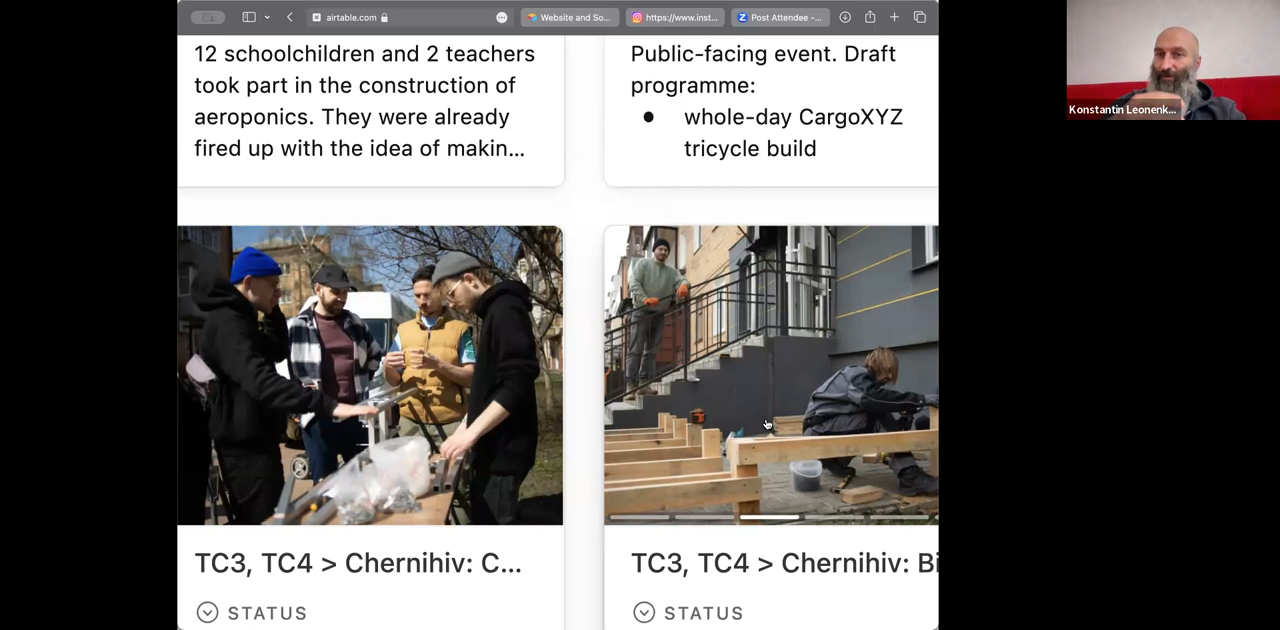 airtable.com
Website and So...
https://www.inst...
Post Attendee -...
12 schoolchildren and 2 teachers
took part in the construction of
aeroponics. They were already
fired up with the idea of makin...
Public-facing event. Draft
programme:
● whole-day CargoXYZ
tricycle build
Konstantin Leonenk...
TC3, TC4 > Chernihiv: C...
STATUS
TC3, TC4 > Chernihiv: Bi
STATUS